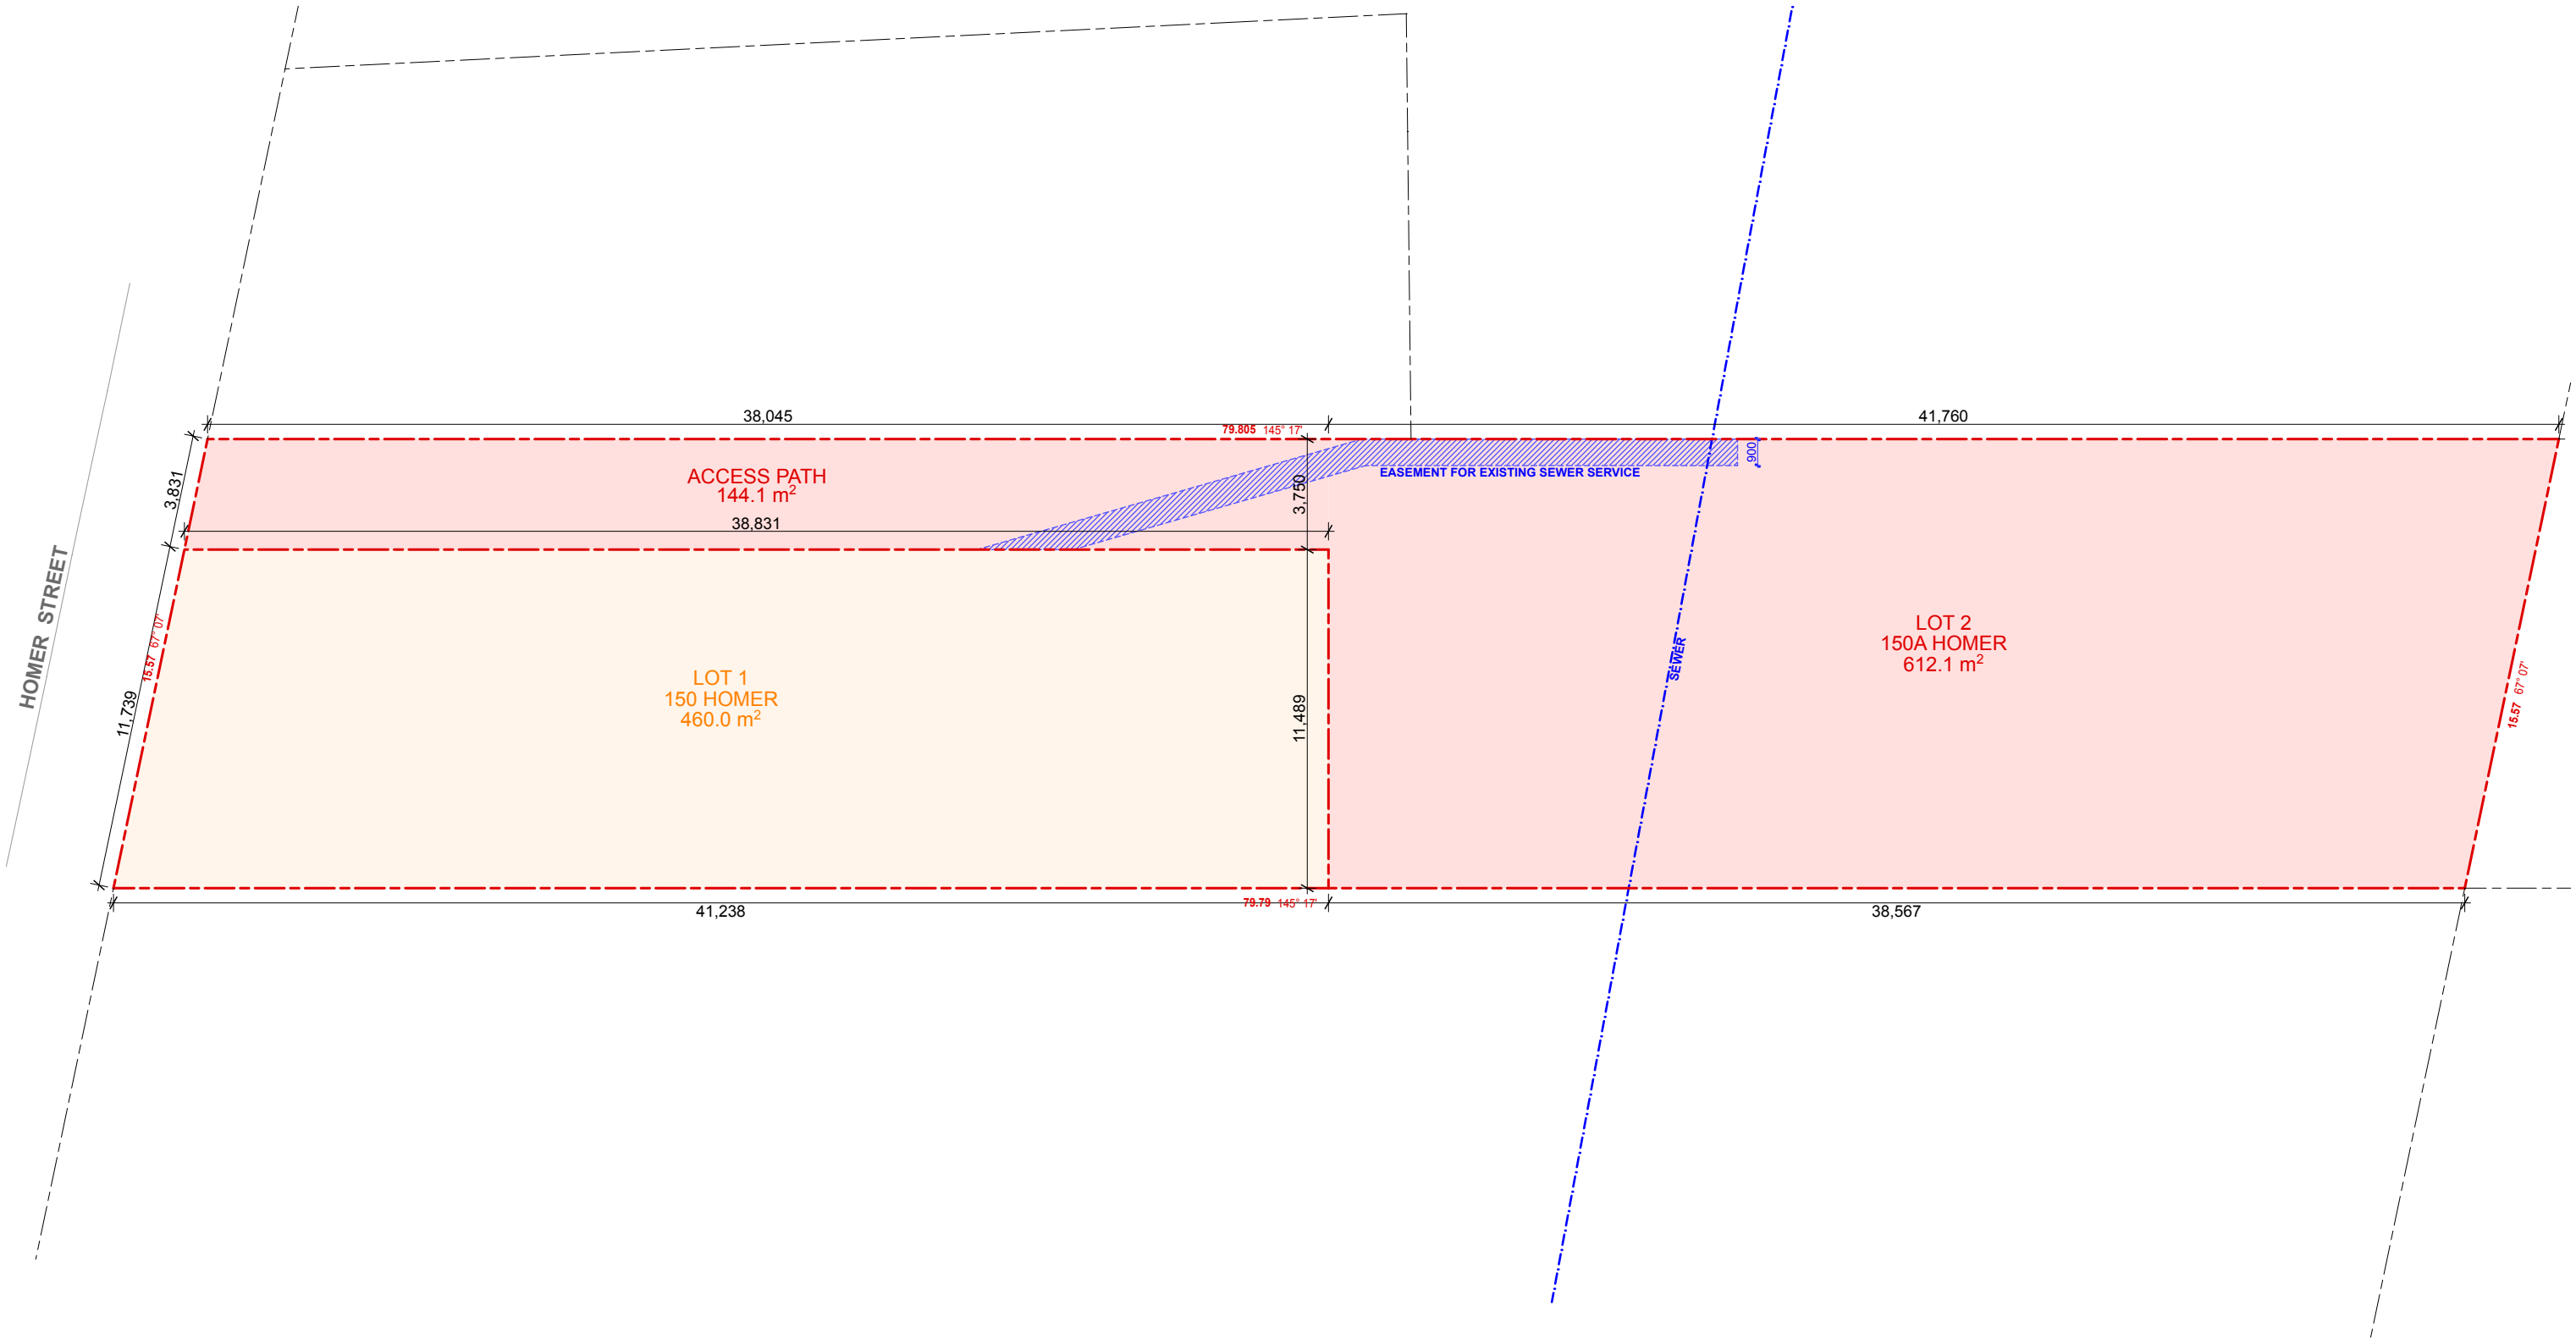 38,045
41,760
79.805 145° 17'
3,831
ACCESS PATH
144.1 m²
3,750
EASEMENT FOR EXISTING SEWER SERVICE
900
38,831
HOMER STREET
15.57 67° 07'
11,739
LOT 1
150 HOMER
460.0 m²
11,489
SEWER
LOT 2
150A HOMER
612.1 m²
15.57 67° 07'
41,238
79.79 145° 17'
38,567